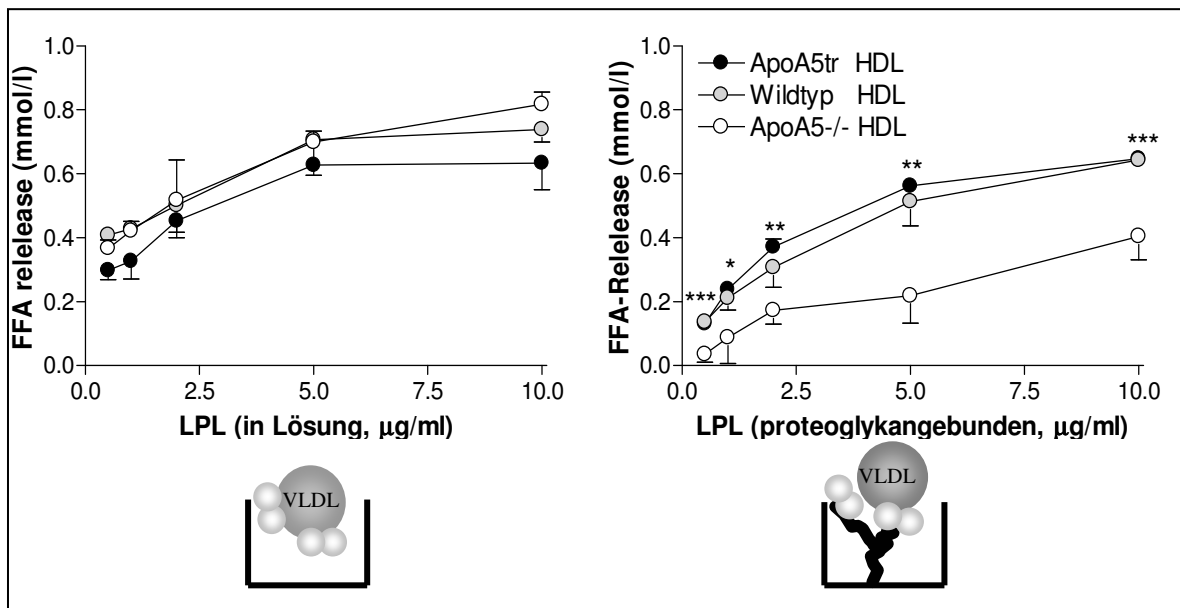 FFA relelease (mmol/l)
1.0
0.8
0.6
0.4
0.2
0.0
0.0 2.5 5.0 7.5 10.0
LPL (in Lösung, µg/ml)
VLDL
FFA-Relelease (mmol/l)
1.0
0.8
0.6
0.4
0.2
0.0
ApoA5tr HDL
Wildtyp HDL
ApoA5-/- HDL
***
*
**
**
***
0.0 2.5 5.0 7.5 10.0
LPL (proteoglykangebunden, µg/ml)
VLDL